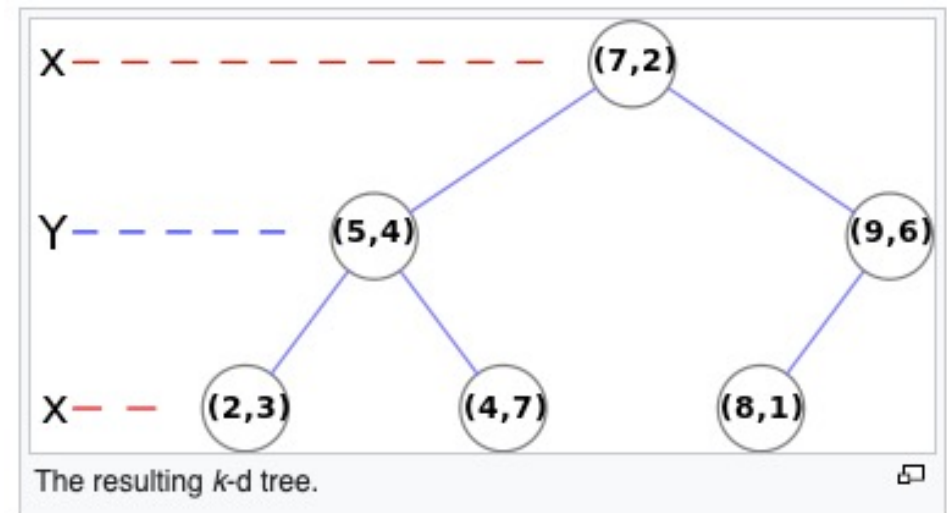 X (7,2)
Y (5,4) (9,6)
X (2,3) (4,7) (8,1)
The resulting k-d tree.